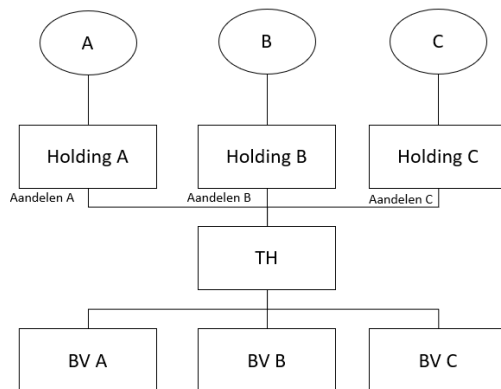 A
B
C
Holding A
Holding B
Holding C
Aandelen A
Aandelen B
Aandelen C
TH
BV A
BV B
BV C